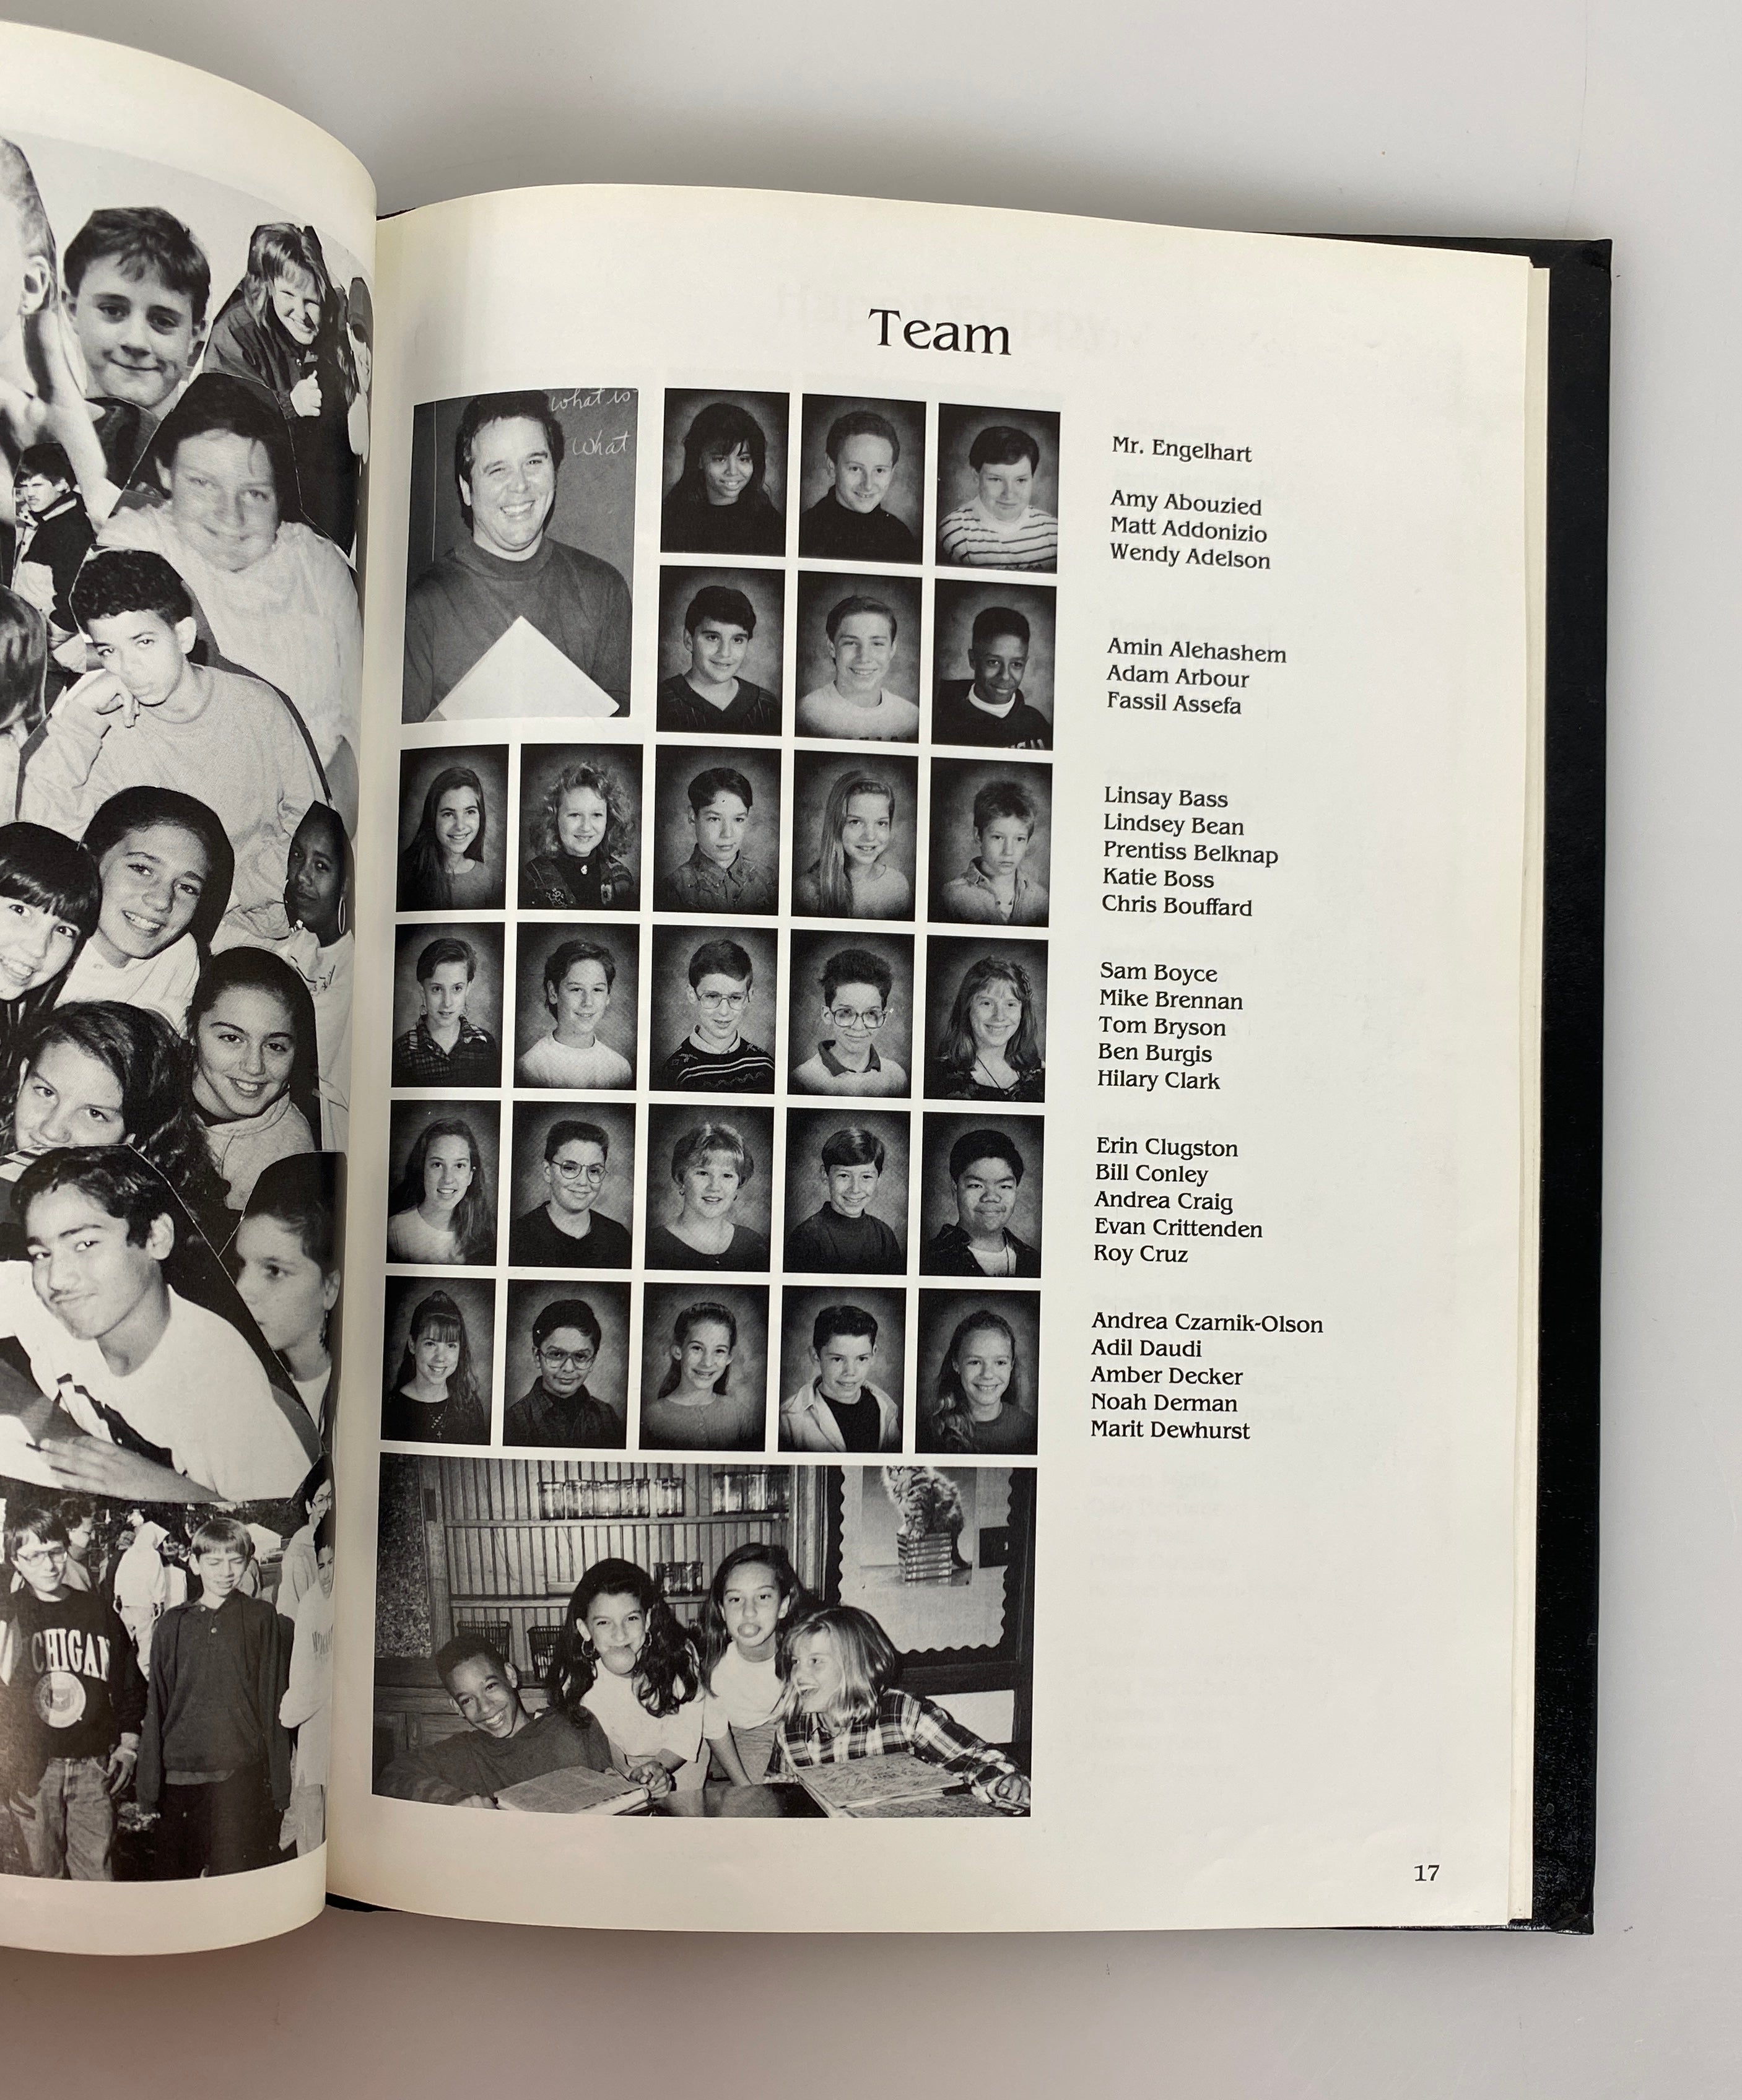 CHIGAN
Team
what is
What
Mr. Engelhart
Amy Abouzied
Matt Addonizio
Wendy Adelson
Amin Alehashem
Adam Arbour
Fassil Assefa
Linsay Bass
Lindsey Bean
Prentiss Belknap
Katie Boss
Chris Bouffard
Sam Boyce
Mike Brennan
Tom Bryson
Ben Burgis
Hilary Clark
Erin Clugston
Bill Conley
Andrea Craig
Evan Crittenden
Roy Cruz
Andrea Czarnik-Olson
Adil Daudi
Amber Decker
Noah Derman
Marit Dewhurst
17